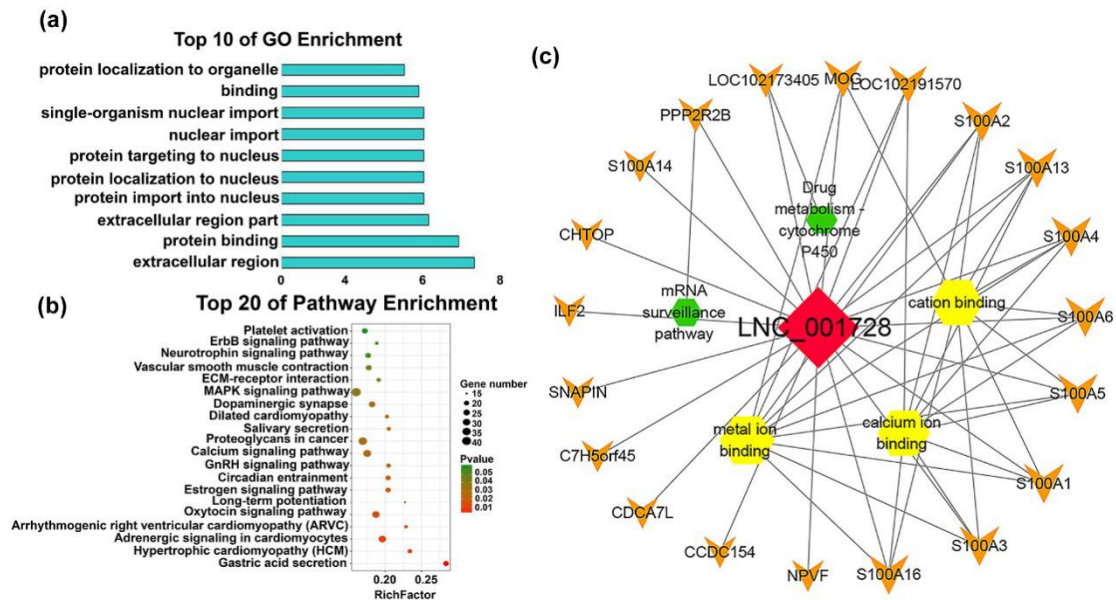 (a)
Top 10 of GO Enrichment
protein localization to organelle
binding
single-organism nuclear import
nuclear import
protein targeting to nucleus
protein localization to nucleus
protein import into nucleus
extracellular region part
protein binding
extracellular region
0
4
6
8
(b)
Top 20 of Pathway Enrichment
Platelet activation
ErbB signaling pathway
Neurotrophin signaling pathway
Vascular smooth muscle contraction
ECM-receptor interaction
MAPK signaling pathway
Dopaminergic synapse
Dilated cardiomyopathy
Salivary secretion
Proteoglycans in cancer
Calcium signaling pathway
GnRH signaling pathway
Circadian entrainment
Estrogen signaling pathway
Long-term potentiation
Oxytocin signaling pathway
Arrhythmogenic right ventricular cardiomyopathy (ARVC)
Adrenergic signaling in cardiomyocytes
Hypertrophic cardiomyopathy (HCM)
Gastric acid secretion
0.20
0.25
RichFactor
Gene number
15
20
25
30
35
40
Pvalue
0.05
0.04
0.03
0.02
0.01
(c)
LOC102173405
MOG
LOC102191570
PPP2R2B
S100A2
S100A14
S100A13
CHTOP
S100A4
ILF2
S100A6
SNAPIN
S100A5
C7H5orf45
S100A1
CDCA7L
S100A3
CCDC154
NPVF
S100A16
Drug
metabolism -
cytochrome
P450
mRNA
surveillance
pathway
LNC_001728
cation binding
metal ion
binding
calcium ion
binding